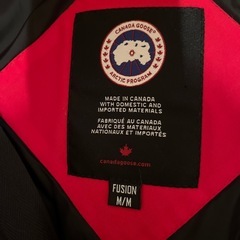 CANADA GOOSE
ARCTIC PROGRAM
MADE IN CANADA
WITH DOMESTIC AND
IMPORTED MATERIALS
FABRIQUÉ AU CANADA
AVEC DES MATERIAUX
NATIONAUX ET IMPORTÉS
canadagoose.com
FUSION
M/M